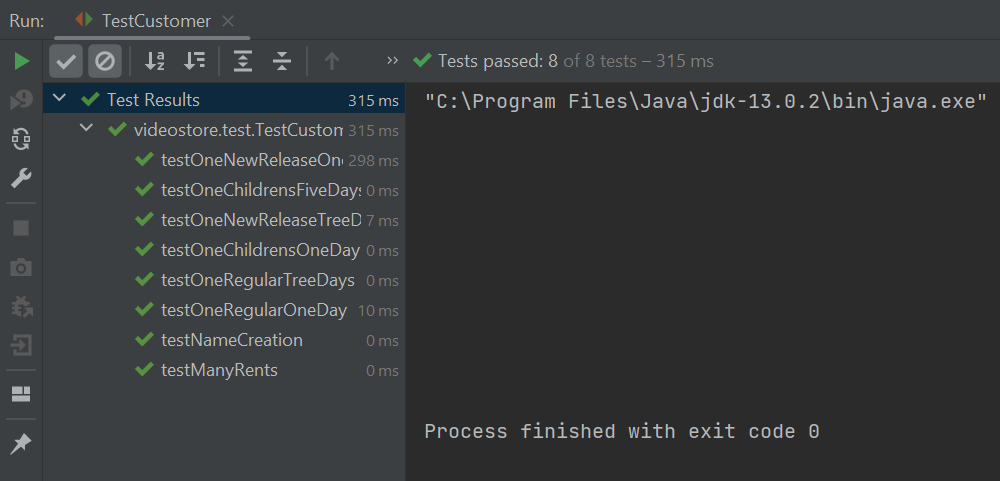 Run: TestCustomer
Tests passed: 8 of 8 tests – 315 ms
Test Results 315 ms
videostore.test.TestCustom 315 ms
testOneNewReleaseOne 298 ms
testOneChildrensFiveDays 0 ms
testOneNewReleaseTreeD 7 ms
testOneChildrensOneDay 0 ms
testOneRegularTreeDays 0 ms
testOneRegularOneDay 10 ms
testNameCreation 0 ms
testManyRents 0 ms
"C:\Program Files\Java\jdk-13.0.2\bin\java.exe"
Process finished with exit code 0